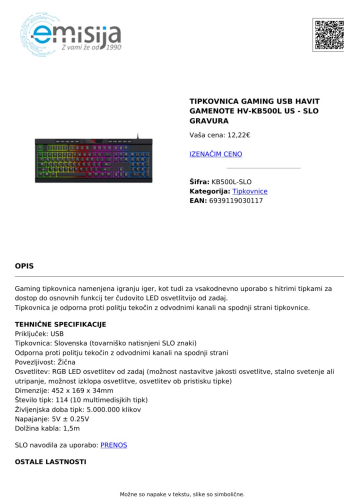 emisija
Z vami že od 1990
TIPKOVNICA GAMING USB HAVIT
GAMENOTE HV-KB500L US - SLO
GRAVURA
Vaša cena: 12,22€
IZENAČIM CENO
Šifra: KB500L-SLO
Kategorija: Tipkovnice
EAN: 6939119030117
OPIS
Gaming tipkovnica namenjena igranju iger, kot tudi za vsakodnevno uporabo s hitrimi tipkami za
dostop do osnovnih funkcij ter čudovito LED osvetlitvijo od zadaj.
Tipkovnica je odporna proti politju tekočin z odvodnimi kanali na spodnji strani tipkovnice.
TEHNIČNE SPECIFIKACIJE
Priključek: USB
Tipkovnica: Slovenska (tovarniško natisnjeni SLO znaki)
Odporna proti politju tekočin z odvodnimi kanali na spodnji strani
Povezljivost: Žična
Osvetlitev: RGB LED osvetlitev od zadaj (možnost nastavitve jakosti osvetlitve, stalno svetenje ali
utripanje, možnost izklopa osvetlitve, osvetlitev ob pristisku tipke)
Dimenzije: 452 x 169 x 34mm
Število tipk: 114 (10 multimedisjkih tipk)
Življenjska doba tipk: 5.000.000 klikov
Napajanje: 5V ± 0.25V
Dolžina kabla: 1,5m
SLO navodila za uporabo: PRENOS
OSTALE LASTNOSTI
Možne so napake v tekstu, slike so simbolične.